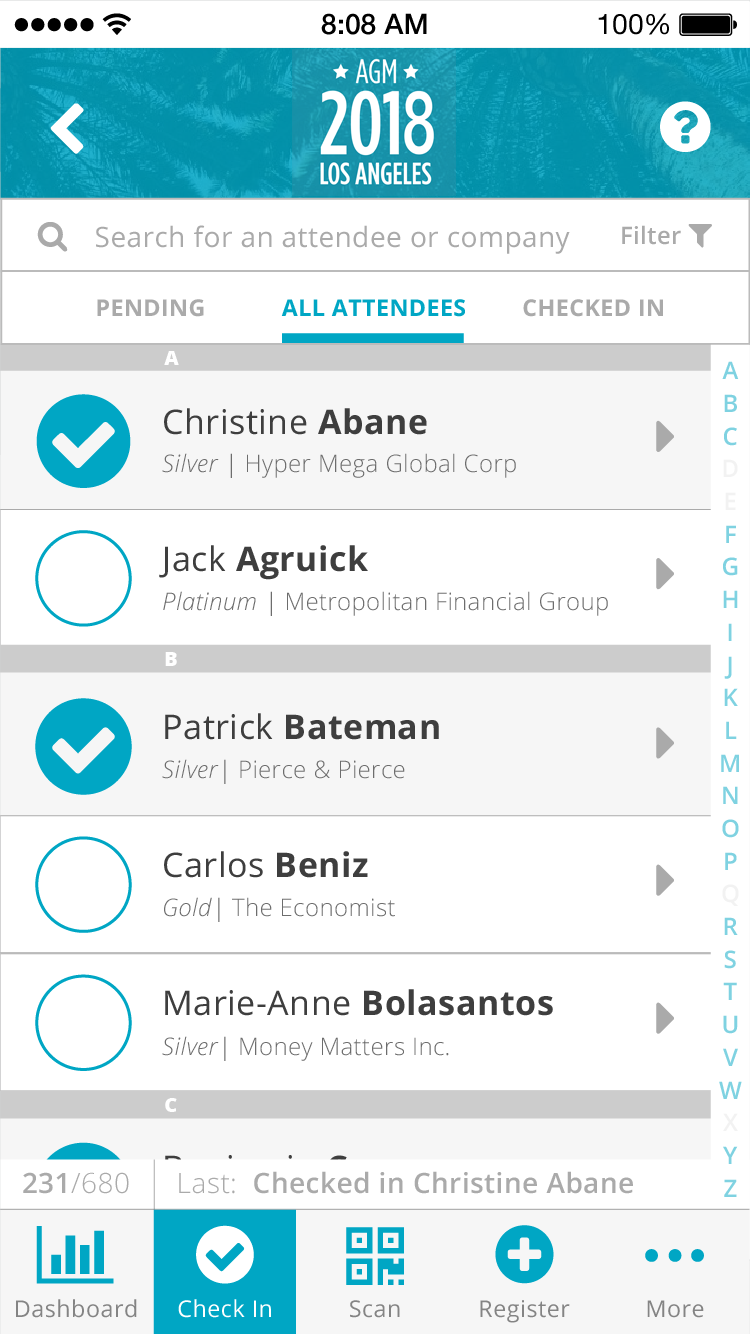 8:08 AM 100%
AGM
2018
LOS ANGELES
Search for an attendee or company Filter
PENDING ALL ATTENDEES CHECKED IN
A
Christine Abane
Silver | Hyper Mega Global Corp
Jack Agruick
Platinum | Metropolitan Financial Group
B
Patrick Bateman
Silver| Pierce & Pierce
Carlos Beniz
Gold| The Economist
Marie-Anne Bolasantos
Silver| Money Matters Inc.
C
A
B
C
D
E
F
G
H
I
J
K
L
M
N
O
P
Q
R
S
T
U
V
W
X
Y
Z
231/680 Last: Checked in Christine Abane
Dashboard Check In Scan Register More